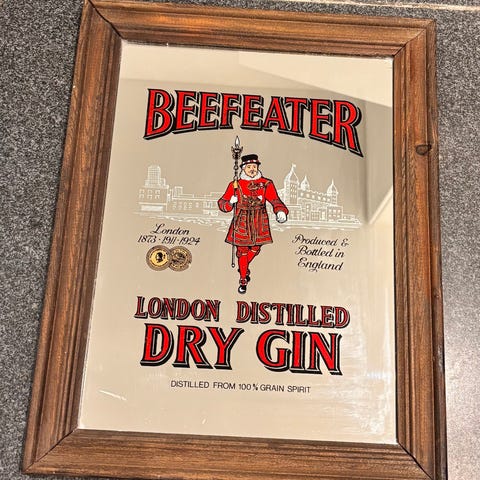 BEEFEATER
London
1873·1911·1924
Produced &
Bottled in
England
LONDON DISTILLED
DRY GIN
DISTILLED FROM 100% GRAIN SPIRIT